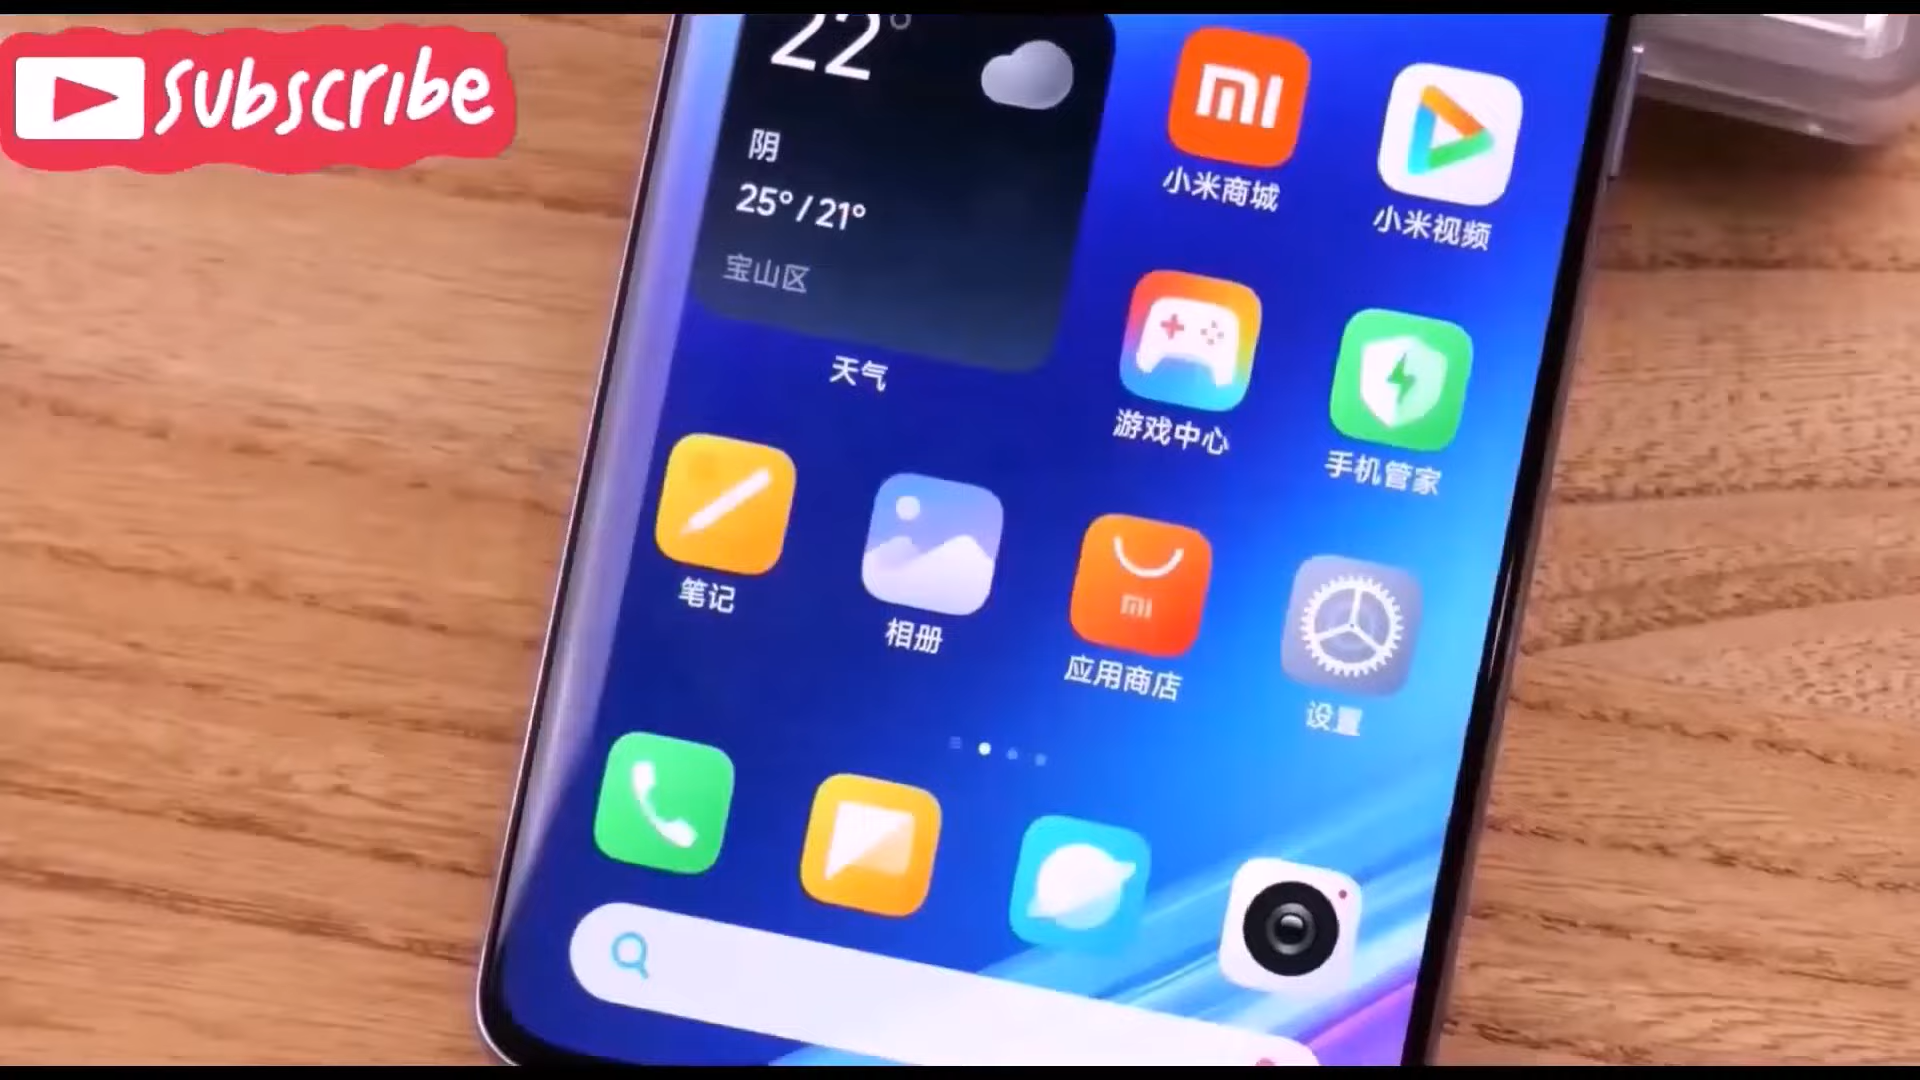 Subscribe
22°
阴
25°/21°
宝山区
天气
小米商城
小米视频
游戏中心
手机管家
笔记
相册
应用商店
设置